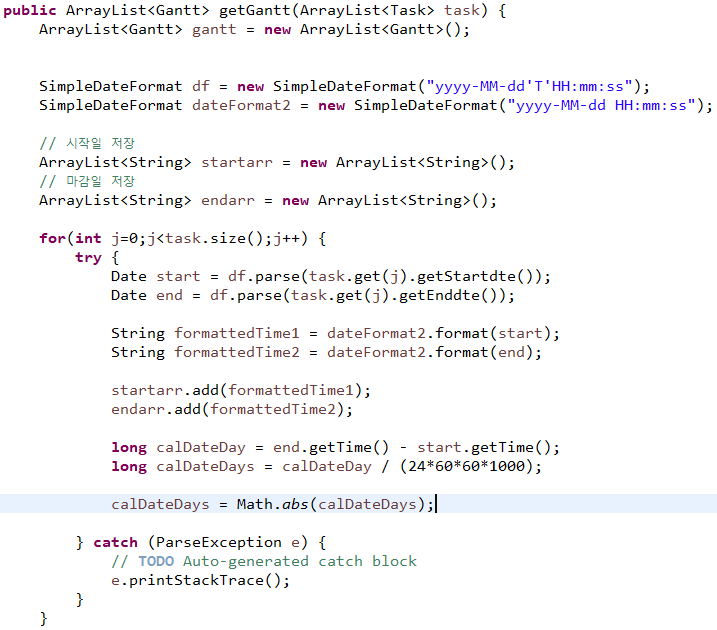 public ArrayList<Gantt> getGantt(ArrayList<Task> task) {
    ArrayList<Gantt> gantt = new ArrayList<Gantt>();
    SimpleDateFormat df = new SimpleDateFormat("yyyy-MM-dd'T'HH:mm:ss");
    SimpleDateFormat dateFormat2 = new SimpleDateFormat("yyyy-MM-dd HH:mm:ss");
    // 시작일 저장
    ArrayList<String> startarr = new ArrayList<String>();
    // 마감일 저장
    ArrayList<String> endarr = new ArrayList<String>();
    for(int j=0;j<task.size();j++) {
        try {
            Date start = df.parse(task.get(j).getStartdte());
            Date end = df.parse(task.get(j).getEnddte());
            String formattedTime1 = dateFormat2.format(start);
            String formattedTime2 = dateFormat2.format(end);
            startarr.add(formattedTime1);
            endarr.add(formattedTime2);
            long calDateDay = end.getTime() - start.getTime();
            long calDateDays = calDateDay / (24*60*60*1000);
            calDateDays = Math.abs(calDateDays);
        } catch (ParseException e) {
            // TODO Auto-generated catch block
            e.printStackTrace();
        }
    }